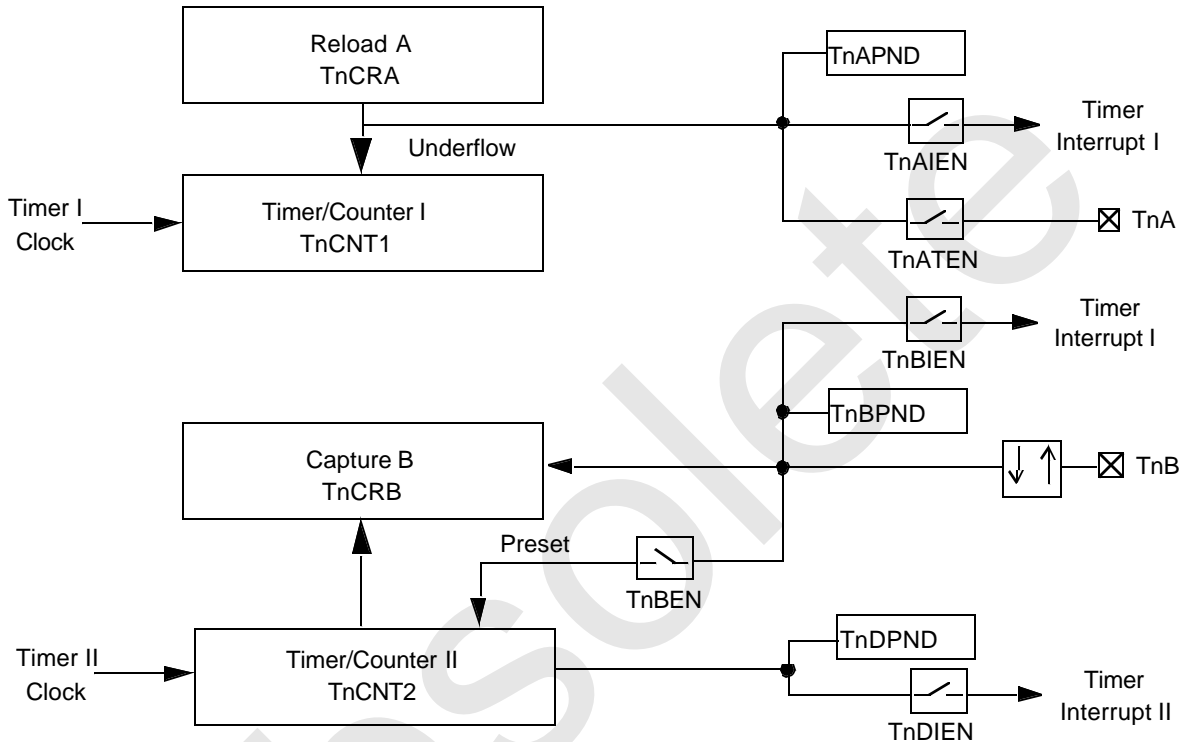 Reload A
TnCRA
TnAPND
Timer
Interrupt I
TnAIEN
Underflow
Timer I
Clock
Timer/Counter I
TnCNT1
TnA
TnATEN
Timer
Interrupt I
TnBIEN
TnBPND
Capture B
TnCRB
TnB
Preset
TnBEN
TnDPND
Timer II
Clock
Timer/Counter II
TnCNT2
Timer
Interrupt II
TnDIEN
obsolete